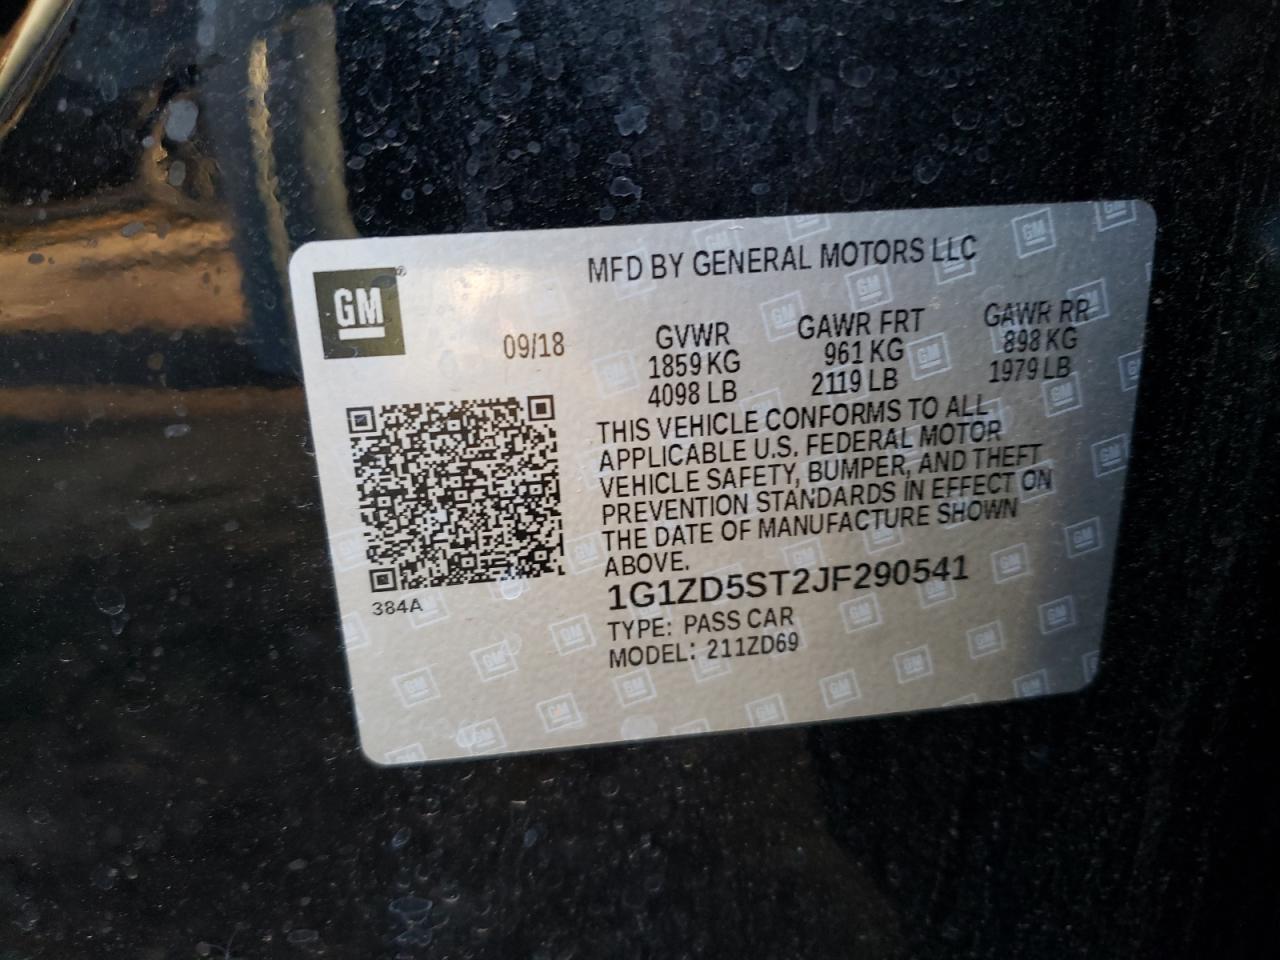 MFD BY GENERAL MOTORS LLC
GM®
09/18
GVWR GAWR FRT GAWR RR
1859 KG 961 KG 898 KG
4098 LB 2119 LB 1979 LB
THIS VEHICLE CONFORMS TO ALL
APPLICABLE U.S. FEDERAL MOTOR
VEHICLE SAFETY, BUMPER, AND THEFT
PREVENTION STANDARDS IN EFFECT ON
THE DATE OF MANUFACTURE SHOWN
ABOVE.
384A
1G1ZD5ST2JF290541
TYPE: PASS CAR
MODEL: 211ZD69